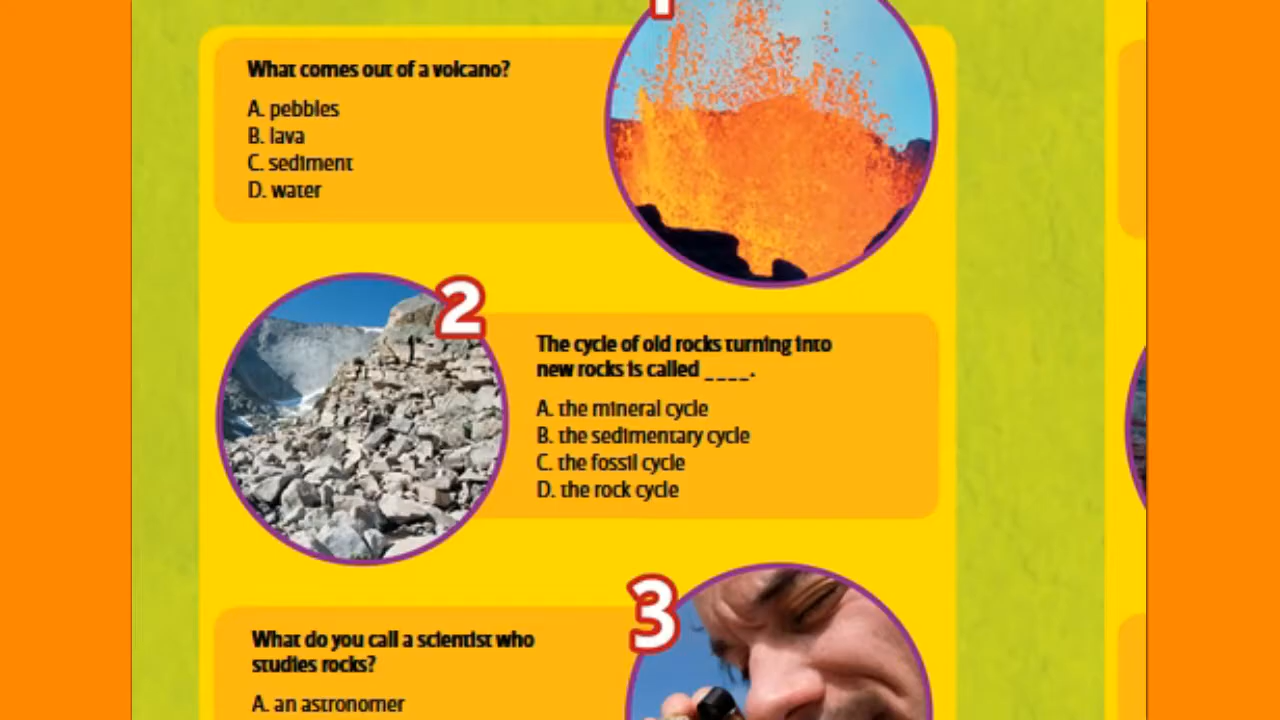 1
What comes out of a volcano?
A. pebbles
B. lava
C. sediment
D. water
2
The cycle of old rocks turning into
new rocks is called ____.
A. the mineral cycle
B. the sedimentary cycle
C. the fossil cycle
D. the rock cycle
3
What do you call a scientist who
studies rocks?
A. an astronomer